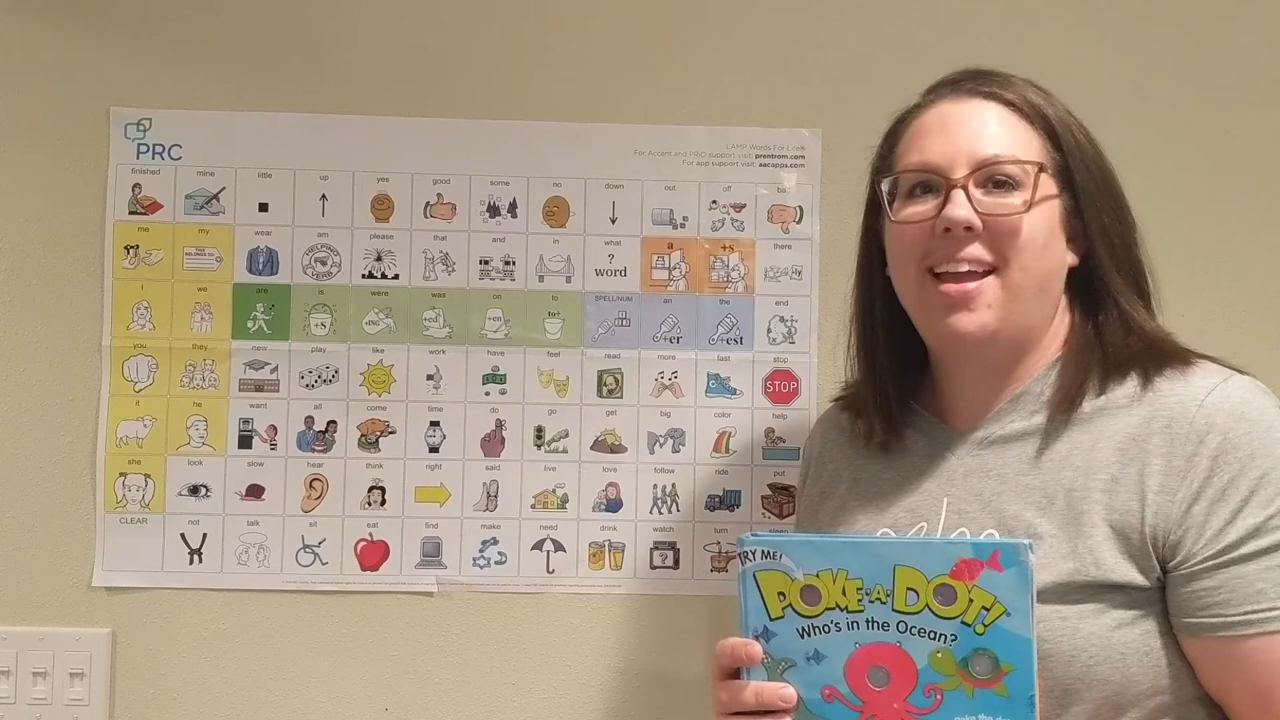 PRC
LAMP Words For Life®
For Accent and PRiO support visit: prentrom.com
For app support visit: aacapps.com
finished mine little up yes good some no down out off
me my wear am please that and in what a +s there
HELPING VERB
THIS BELONGS TO:
? word
I we are is were was on to SPELL/NUM an the end
+S +ING +ed +en to+ +er +est
you they new play like work have feel read more fast stop
STOP
it he want all come time do go get big color help
she look slow hear think right said live love follow ride put
CLEAR not talk sit eat find make need drink watch turn sleep
?
TRY ME!
POKE-A-DOT!
Who's in the Ocean?